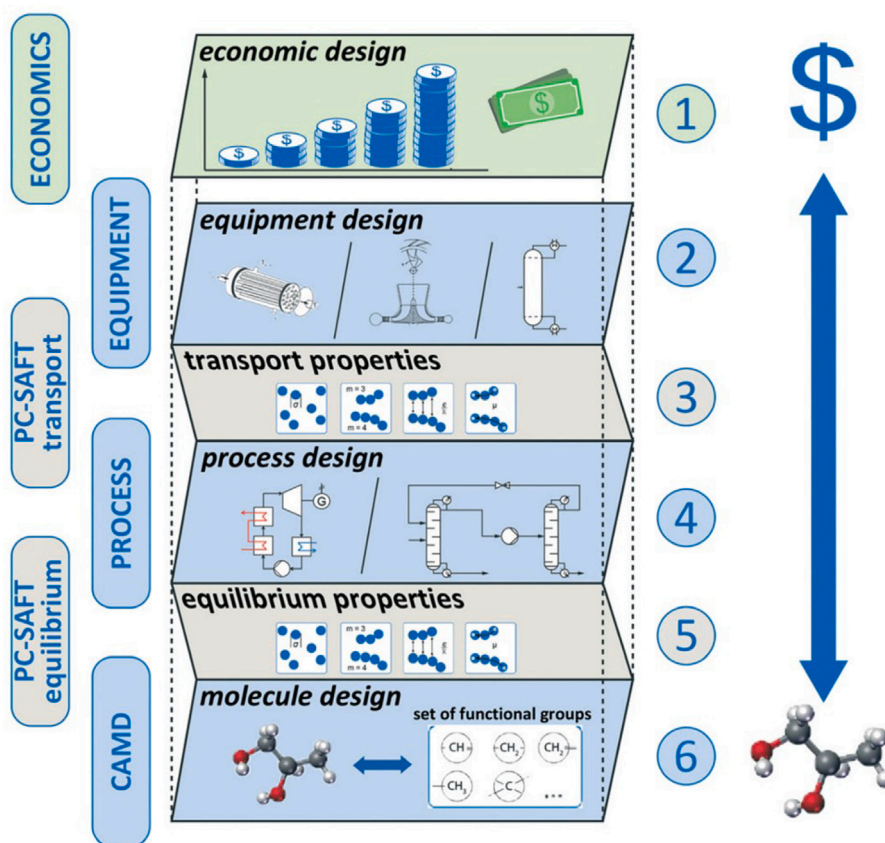 ECONOMICS
EQUIPMENT
PC-SAFT
transport
PROCESS
PC-SAFT
equilibrium
CAMD
economic design
$ $ $ $ $
$
1
$
equipment design
2
transport properties
σ
m = 3
m = 4
ε/k
μ
3
process design
G
4
equilibrium properties
σ
m = 3
m = 4
ε/k
μ
5
molecule design
set of functional groups
CH
CH₂
CH₂
CH₃
C
...
6